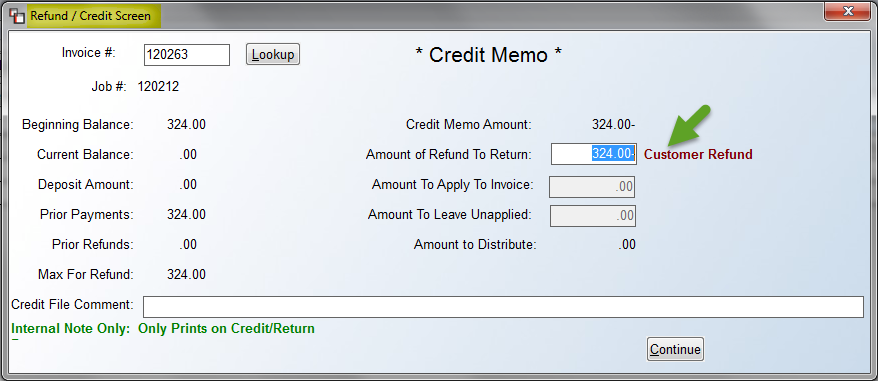 Refund / Credit Screen
Invoice #: 120263 Lookup
* Credit Memo *
Job #: 120212
Beginning Balance: 324.00
Credit Memo Amount: 324.00-
Current Balance: .00
Amount of Refund To Return: 324.00- Customer Refund
Deposit Amount: .00
Amount To Apply To Invoice: .00
Prior Payments: 324.00
Amount To Leave Unapplied: .00
Prior Refunds: .00
Amount to Distribute: .00
Max For Refund: 324.00
Credit File Comment:
Internal Note Only: Only Prints on Credit/Return
Continue